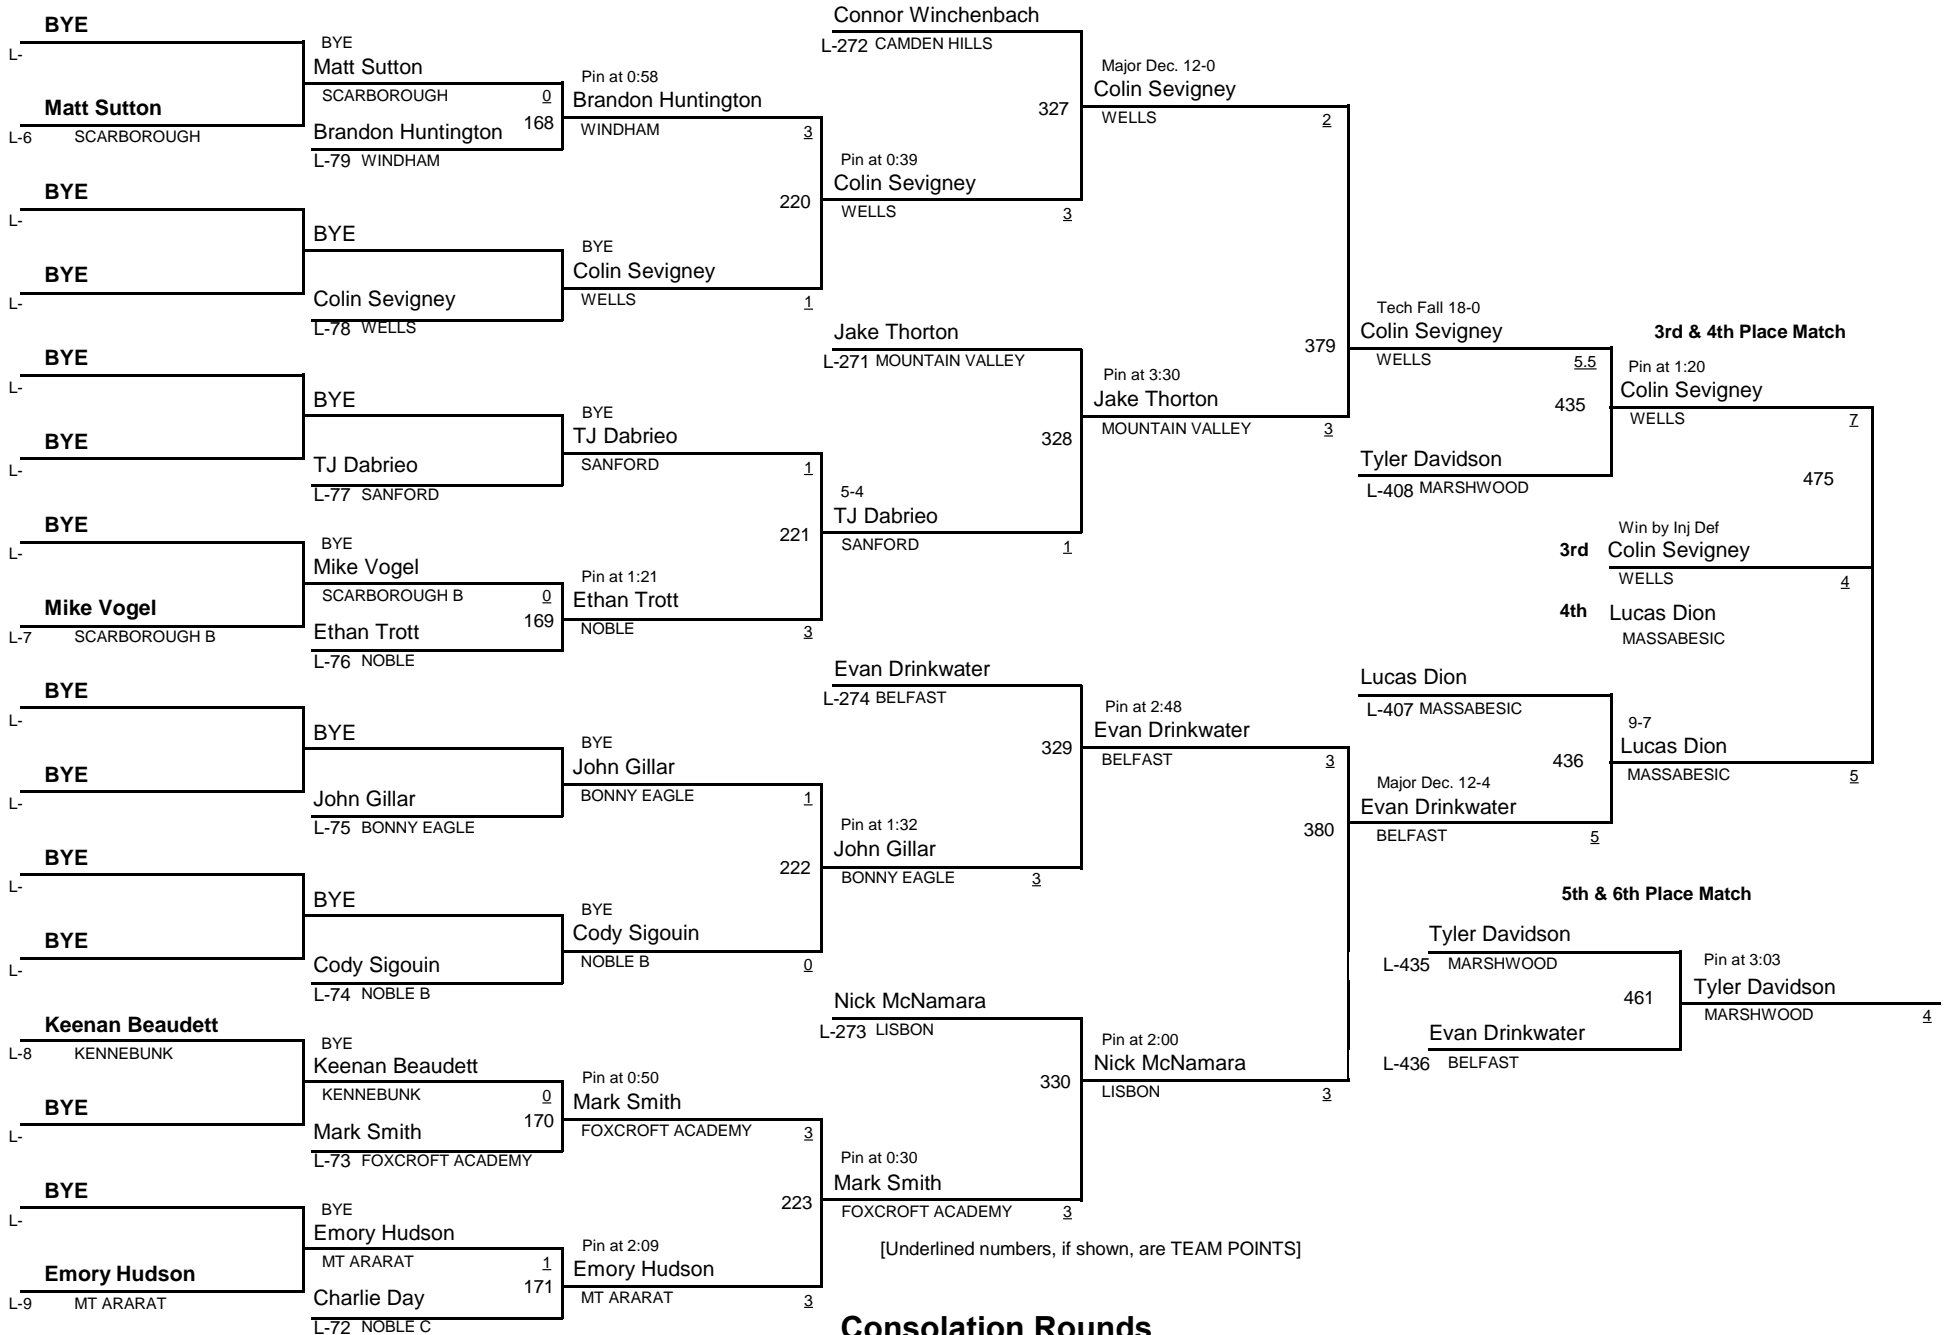 BYE
L-
Matt Sutton
L-6 SCARBOROUGH
BYE
L-
BYE
L-
BYE
L-
BYE
L-
BYE
L-
Mike Vogel
L-7 SCARBOROUGH B
BYE
L-
BYE
L-
BYE
L-
BYE
L-
Keenan Beaudett
L-8 KENNEBUNK
BYE
L-
BYE
L-
Emory Hudson
L-9 MT ARARAT
BYE
Matt Sutton
SCARBOROUGH 0
168
Brandon Huntington
L-79 WINDHAM
BYE
Colin Sevigney
L-78 WELLS
BYE
TJ Dabrieo
L-77 SANFORD
BYE
Mike Vogel
SCARBOROUGH B 0
169
Ethan Trott
L-76 NOBLE
BYE
John Gillar
L-75 BONNY EAGLE
BYE
Cody Sigouin
L-74 NOBLE B
BYE
Keenan Beaudett
KENNEBUNK 0
170
Mark Smith
L-73 FOXCROFT ACADEMY
BYE
Emory Hudson
MT ARARAT 1
171
Charlie Day
L-72 NOBLE C
Pin at 0:58
Brandon Huntington
WINDHAM 3
220
BYE
Colin Sevigney
WELLS 1
BYE
TJ Dabrieo
SANFORD 1
221
Pin at 1:21
Ethan Trott
NOBLE 3
BYE
John Gillar
BONNY EAGLE 1
222
BYE
Cody Sigouin
NOBLE B 0
Pin at 0:50
Mark Smith
FOXCROFT ACADEMY 3
223
Pin at 2:09
Emory Hudson
MT ARARAT 3
Connor Winchenbach
L-272 CAMDEN HILLS
327
Pin at 0:39
Colin Sevigney
WELLS 3
Jake Thorton
L-271 MOUNTAIN VALLEY
328
5-4
TJ Dabrieo
SANFORD 1
Evan Drinkwater
L-274 BELFAST
329
Pin at 1:32
John Gillar
BONNY EAGLE 3
Nick McNamara
L-273 LISBON
330
Pin at 0:30
Mark Smith
FOXCROFT ACADEMY 3
Major Dec. 12-0
Colin Sevigney
WELLS 2
379
Pin at 3:30
Jake Thorton
MOUNTAIN VALLEY 3
Pin at 2:48
Evan Drinkwater
BELFAST 3
380
Pin at 2:00
Nick McNamara
LISBON 3
Tech Fall 18-0
Colin Sevigney
WELLS 5.5
435
Tyler Davidson
L-408 MARSHWOOD
Lucas Dion
L-407 MASSABESIC
436
Major Dec. 12-4
Evan Drinkwater
BELFAST 5
3rd & 4th Place Match
Pin at 1:20
Colin Sevigney
WELLS 7
475
Win by Inj Def
3rd Colin Sevigney
WELLS 4
4th Lucas Dion
MASSABESIC
9-7
Lucas Dion
MASSABESIC 5
5th & 6th Place Match
Tyler Davidson
L-435 MARSHWOOD
461
Evan Drinkwater
L-436 BELFAST
Pin at 3:03
Tyler Davidson
MARSHWOOD 4
[Underlined numbers, if shown, are TEAM POINTS]
Consolation Rounds